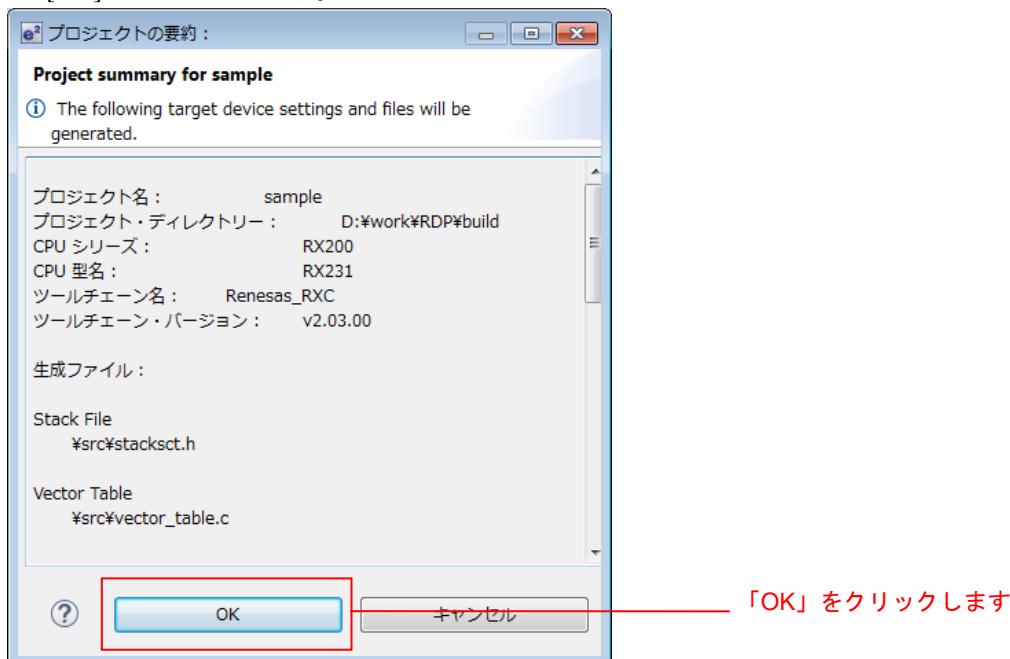 e² プロジェクトの要約：
Project summary for sample
The following target device settings and files will be
generated.
プロジェクト名： sample
プロジェクト・ディレクトリー： D:¥work¥RDP¥build
CPU シリーズ： RX200
CPU 型名： RX231
ツールチェーン名： Renesas_RXC
ツールチェーン・バージョン： v2.03.00
生成ファイル：
Stack File
¥src¥stacksct.h
Vector Table
¥src¥vector_table.c
OK キャンセル 「OK」をクリックします